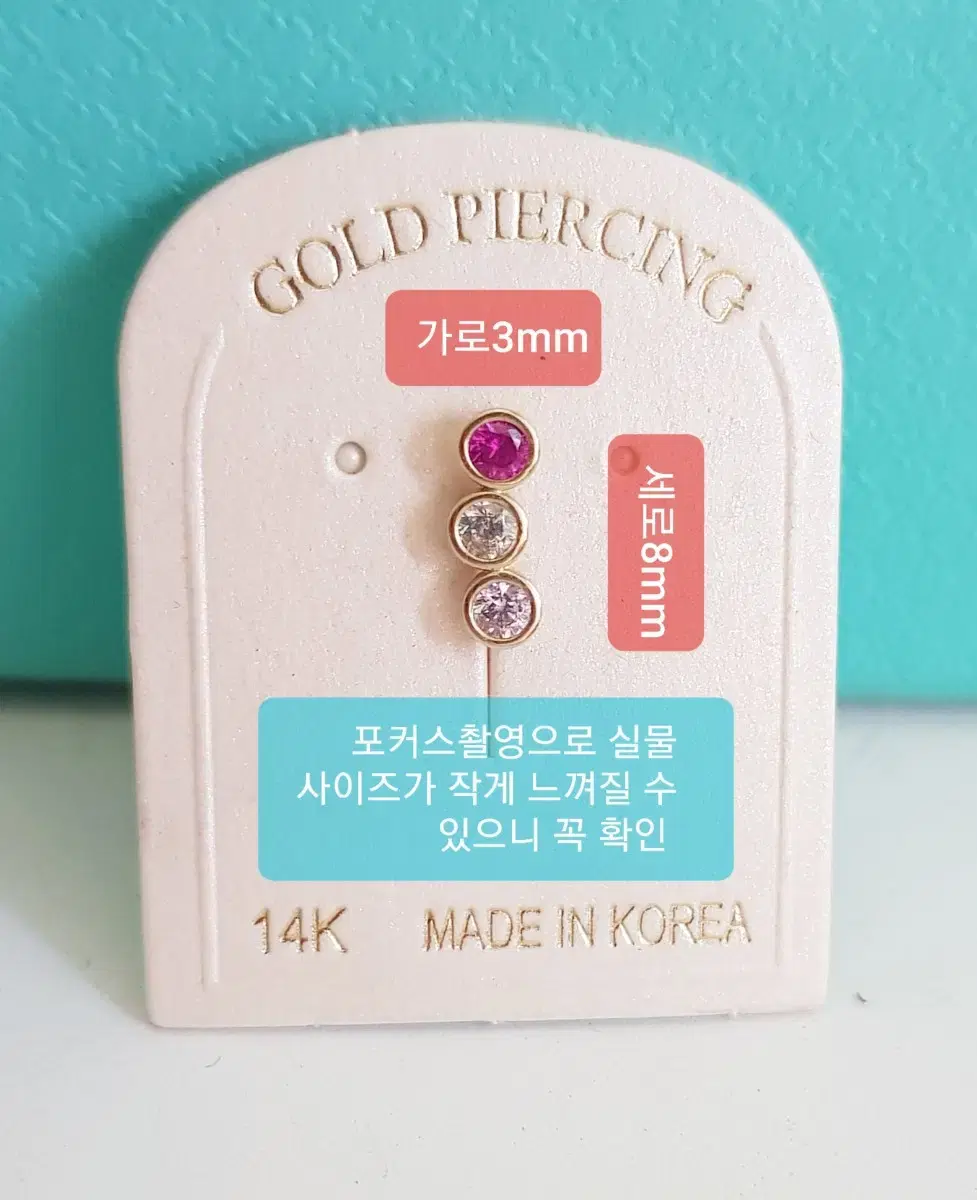 GOLD PIERCING
가로3mm
세로8mm
포커스촬영으로 실물
사이즈가 작게 느껴질 수
있으니 꼭 확인
14K MADE IN KOREA